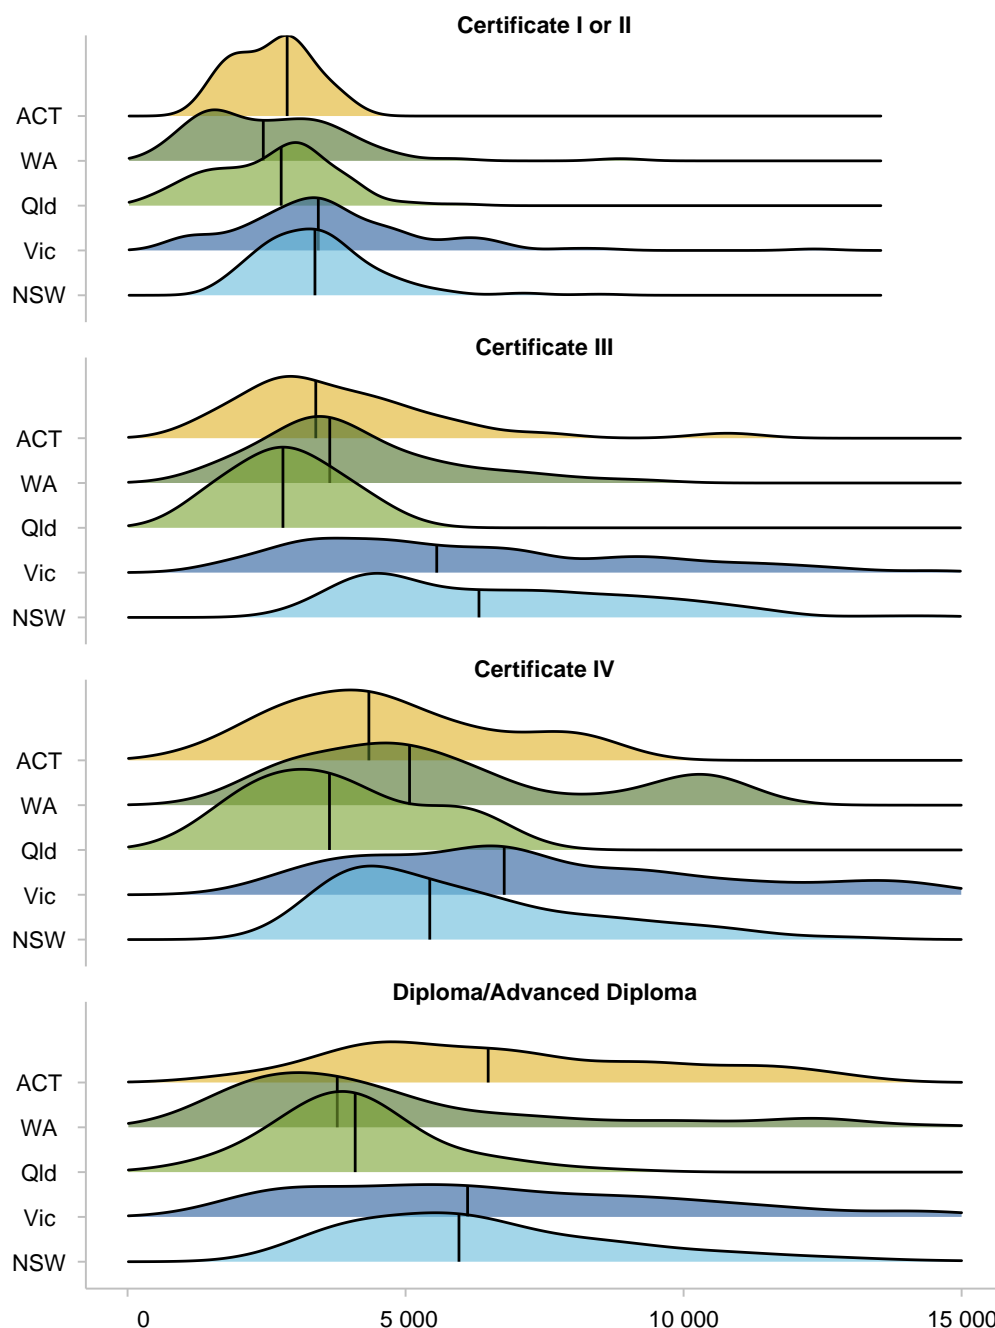 Certificate I or II
ACT
WA
Qld
Vic
NSW
Certificate III
ACT
WA
Qld
Vic
NSW
Certificate IV
ACT
WA
Qld
Vic
NSW
Diploma/Advanced Diploma
ACT
WA
Qld
Vic
NSW
0 5 000 10 000 15 000